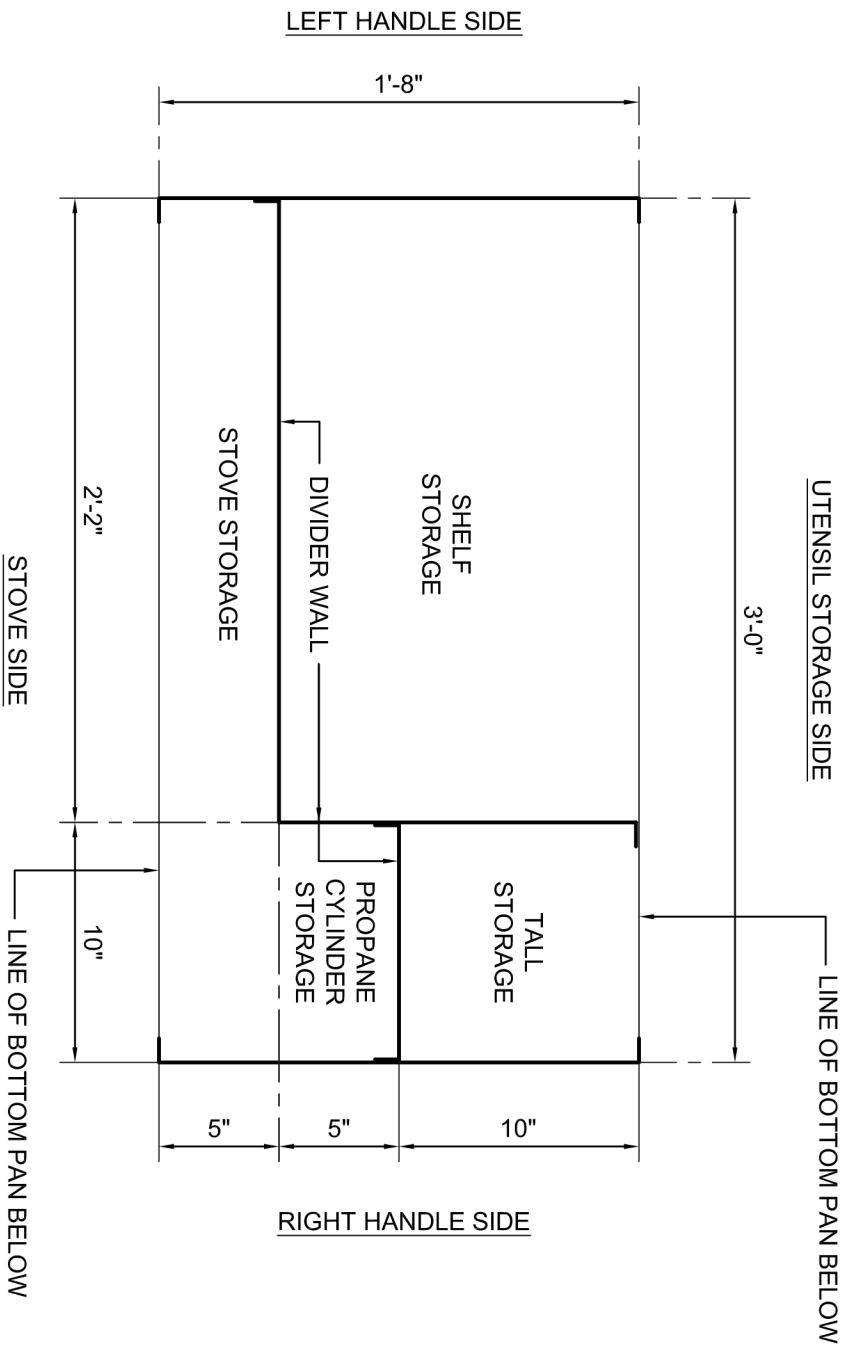 LEFT HANDLE SIDE
1'-8"
UTENSIL STORAGE SIDE
3'-0"
LINE OF BOTTOM PAN BELOW
SHELF
STORAGE
TALL
STORAGE
DIVIDER WALL
PROPANE
CYLINDER
STORAGE
STOVE STORAGE
2'-2"
10"
STOVE SIDE
LINE OF BOTTOM PAN BELOW
5"
5"
10"
RIGHT HANDLE SIDE